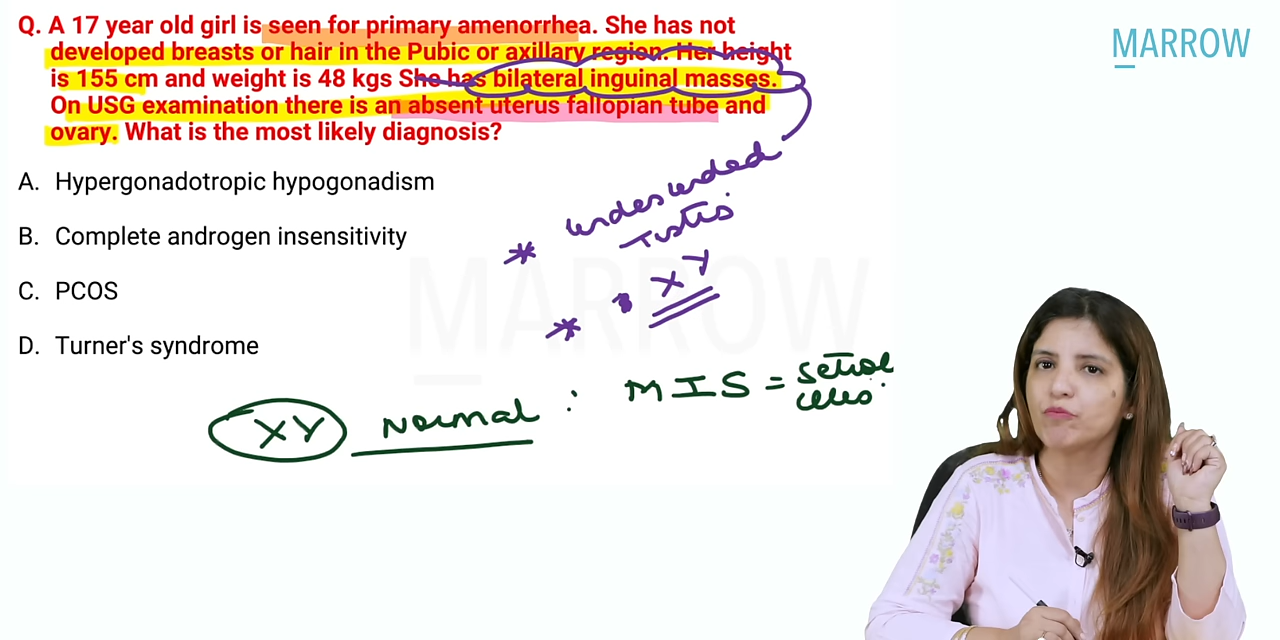 Q. A 17 year old girl is seen for primary amenorrhea. She has not
developed breasts or hair in the Pubic or axillary region. Her height
is 155 cm and weight is 48 kgs She has bilateral inguinal masses.
On USG examination there is an absent uterus fallopian tube and
ovary. What is the most likely diagnosis?
MARROW
A. Hypergonadotropic hypogonadism
B. Complete androgen insensitivity
C. PCOS
D. Turner's syndrome
* undescended
Testis
* • XY
MARROW
XY Normal : MIS = Sertoli
cells